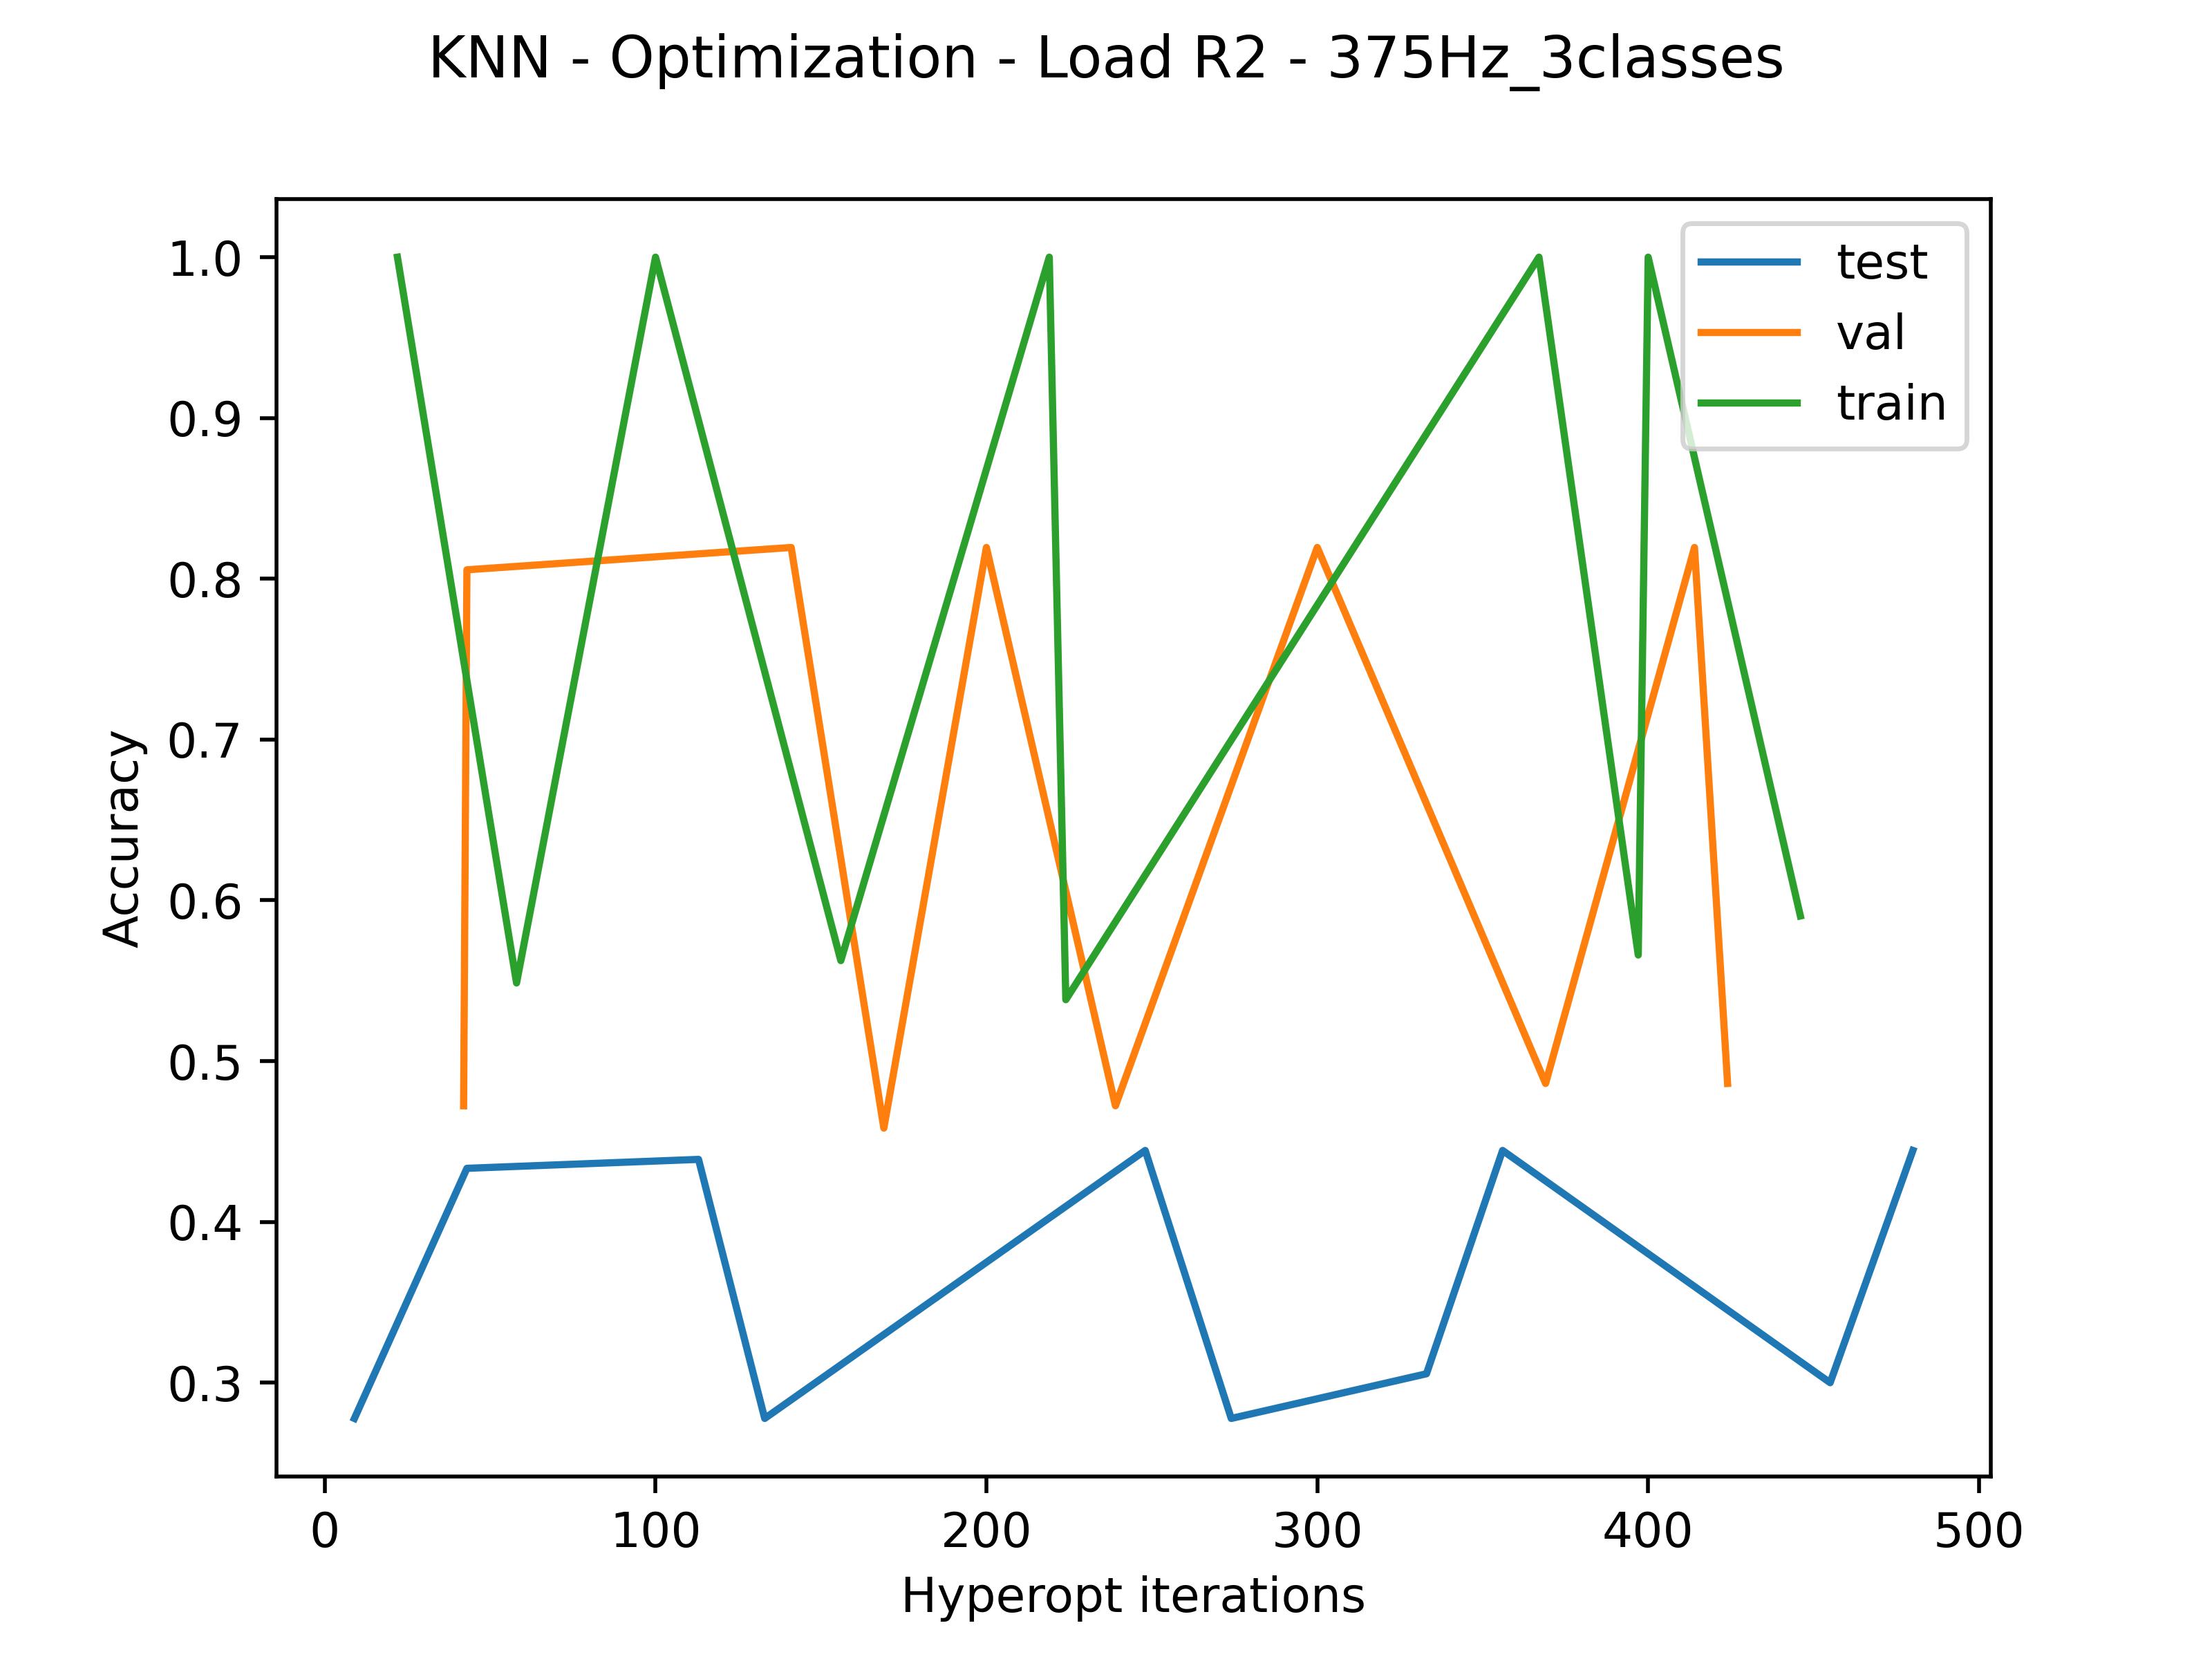 KNN - Optimization - Load R2 - 375Hz_3classes
test
val
train
1.0
0.9
0.8
0.7
0.6
0.5
0.4
0.3
Accuracy
0 100 200 300 400 500
Hyperopt iterations